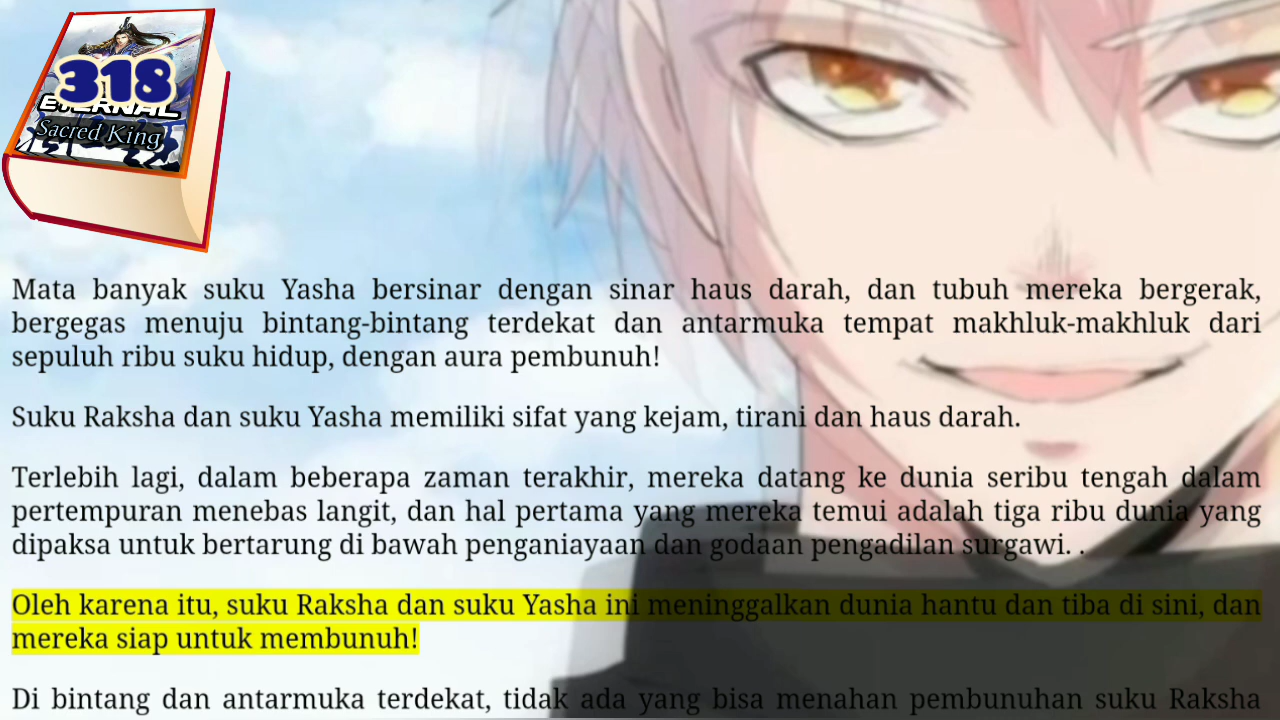 318
ETERNAL
Sacred King
Mata banyak suku Yasha bersinar dengan sinar haus darah, dan tubuh mereka bergerak,
bergegas menuju bintang-bintang terdekat dan antarmuka tempat makhluk-makhluk dari
sepuluh ribu suku hidup, dengan aura pembunuh!
Suku Raksha dan suku Yasha memiliki sifat yang kejam, tirani dan haus darah.
Terlebih lagi, dalam beberapa zaman terakhir, mereka datang ke dunia seribu tengah dalam
pertempuran menebas langit, dan hal pertama yang mereka temui adalah tiga ribu dunia yang
dipaksa untuk bertarung di bawah penganiayaan dan godaan pengadilan surgawi. .
Oleh karena itu, suku Raksha dan suku Yasha ini meninggalkan dunia hantu dan tiba di sini, dan
mereka siap untuk membunuh!
Di bintang dan antarmuka terdekat, tidak ada yang bisa menahan pembunuhan suku Raksha